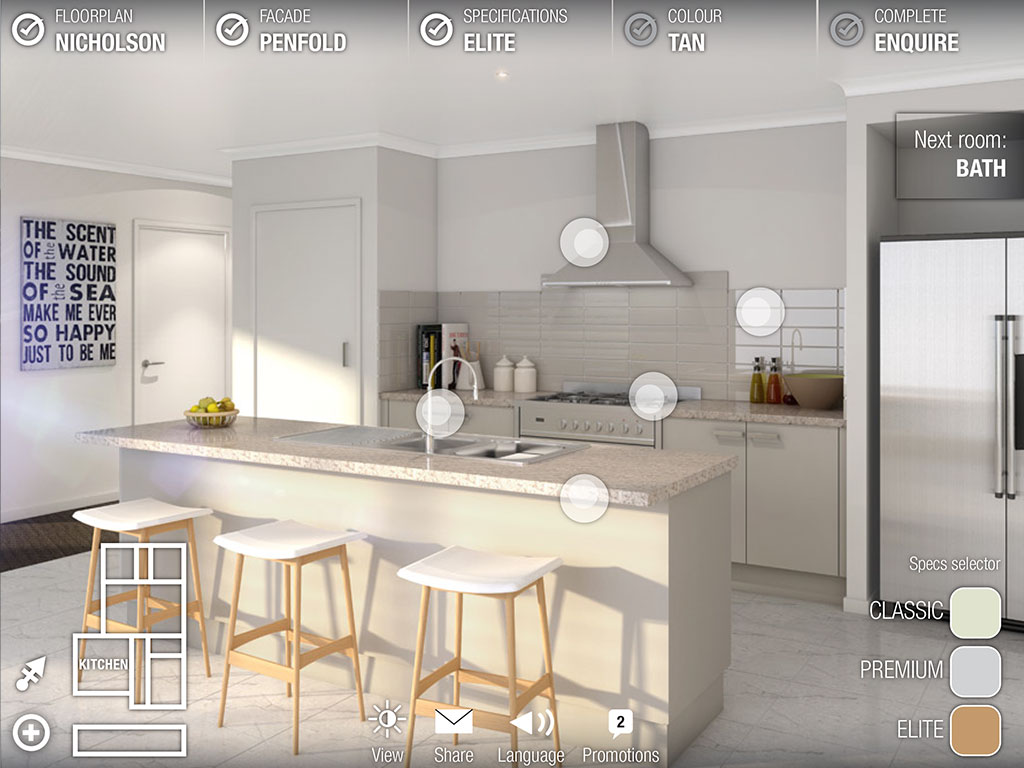 FLOORPLAN
NICHOLSON
FACADE
PENFOLD
SPECIFICATIONS
ELITE
COLOUR
TAN
COMPLETE
ENQUIRE
Next room:
BATH
THE SCENT
OF the WATER
THE SOUND
OF the SEA
MAKE ME EVER
SO HAPPY
JUST TO BE ME
Specs selector
CLASSIC
PREMIUM
ELITE
KITCHEN
2
View
Share
Language
Promotions